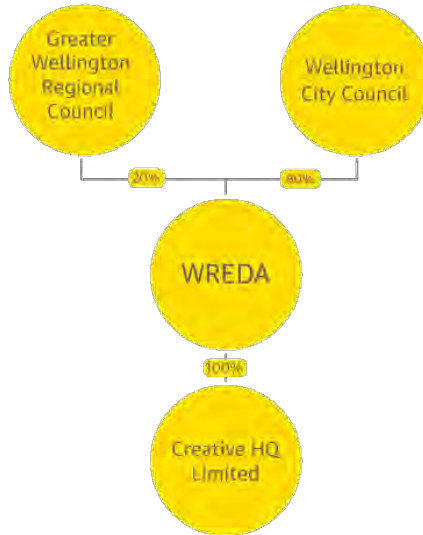 Greater
Wellington
Regional
Council
Wellington
City Council
20%
80%
WREDA
100%
Creative HQ
Limited